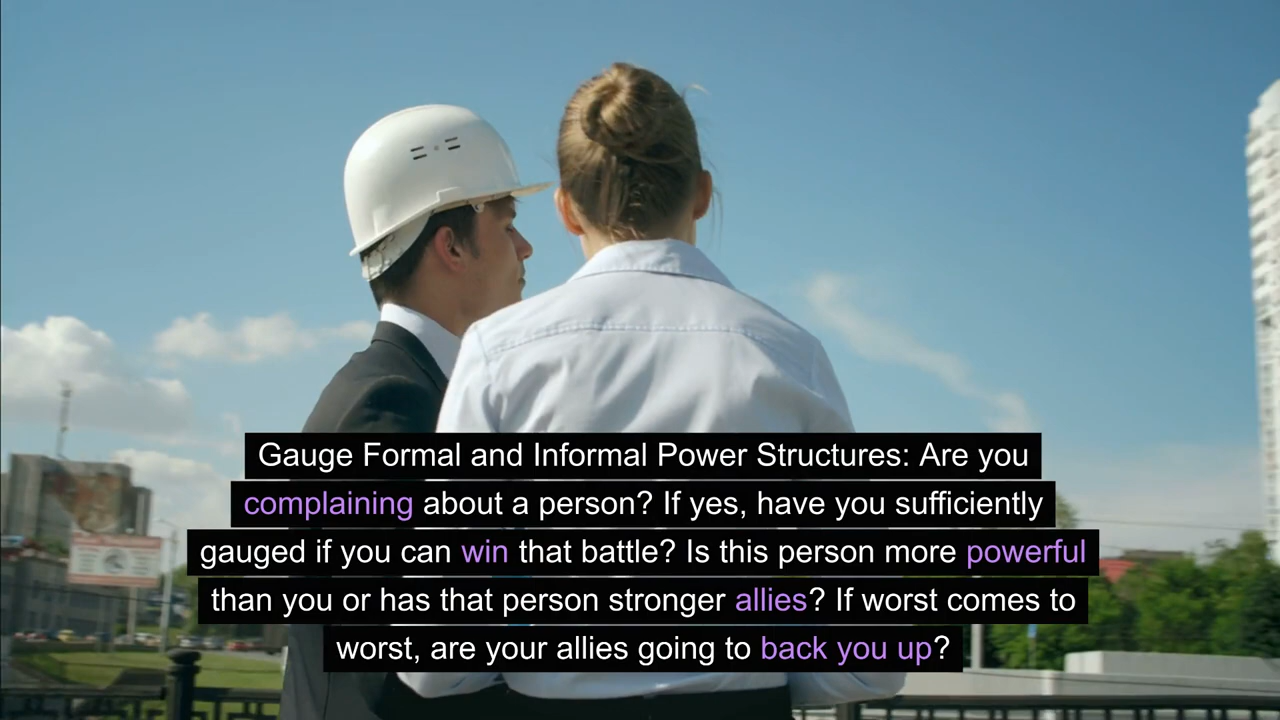 Gauge Formal and Informal Power Structures: Are you
complaining about a person? If yes, have you sufficiently
gauged if you can win that battle? Is this person more powerful
than you or has that person stronger allies? If worst comes to
worst, are your allies going to back you up?